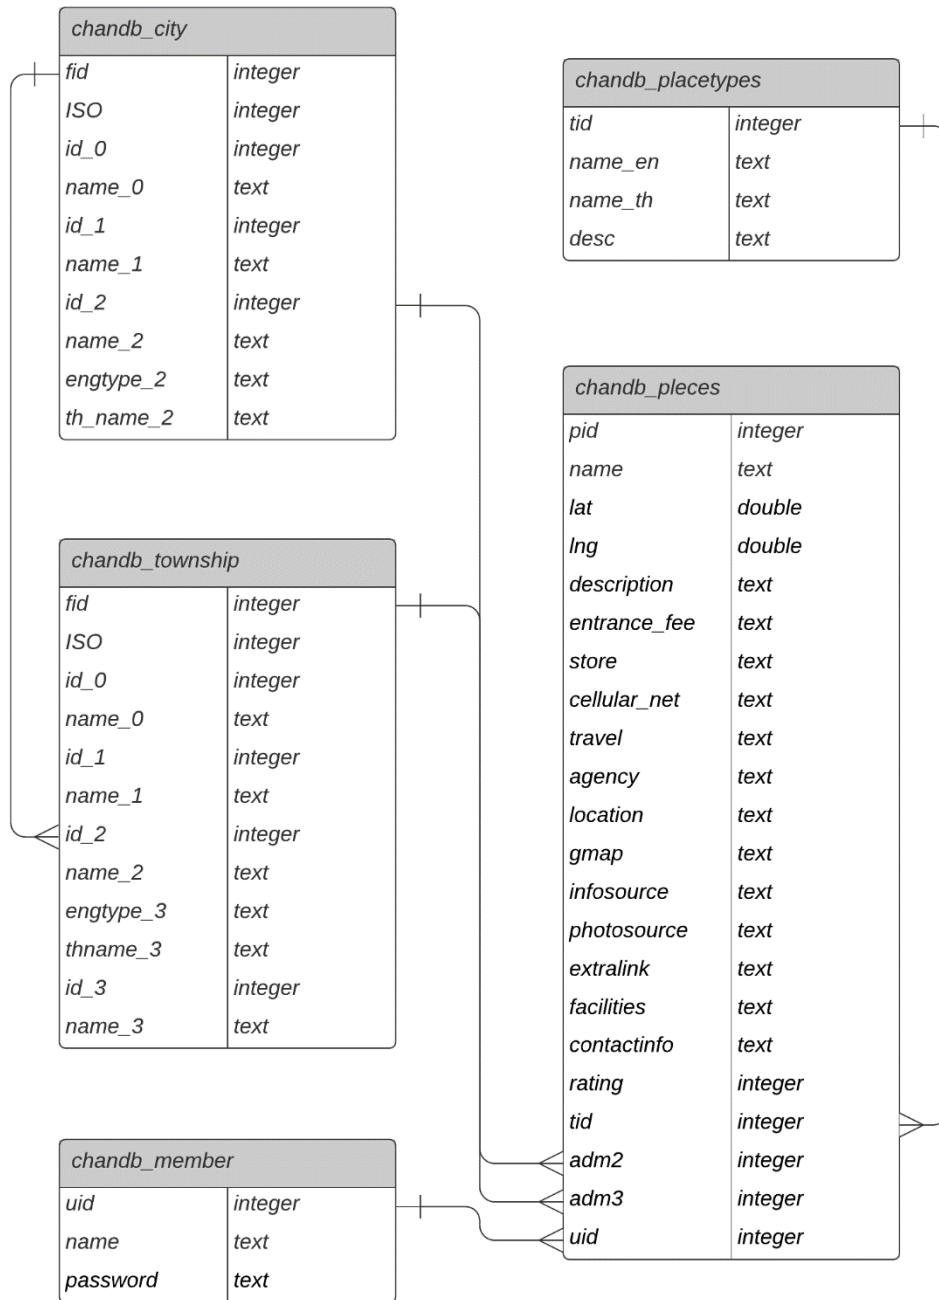 chandb_city
fid integer
ISO integer
id_0 integer
name_0 text
id_1 integer
name_1 text
id_2 integer
name_2 text
engtype_2 text
th_name_2 text
chandb_township
fid integer
ISO integer
id_0 integer
name_0 text
id_1 integer
name_1 text
id_2 integer
name_2 text
engtype_3 text
thname_3 text
id_3 integer
name_3 text
chandb_member
uid integer
name text
password text
chandb_placetypes
tid integer
name_en text
name_th text
desc text
chandb_pleces
pid integer
name text
lat double
lng double
description text
entrance_fee text
store text
cellular_net text
travel text
agency text
location text
gmap text
infosource text
photosource text
extralink text
facilities text
contactinfo text
rating integer
tid integer
adm2 integer
adm3 integer
uid integer